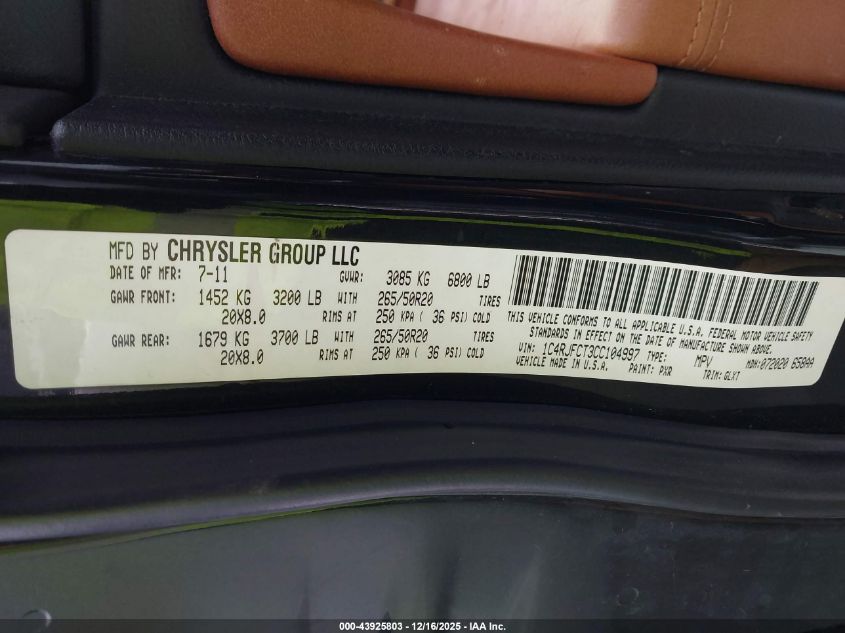 MFD BY CHRYSLER GROUP LLC
DATE OF MFR: 7-11 GVWR: 3085 KG 6800 LB
GAWR FRONT: 1452 KG 3200 LB WITH 265/50R20 TIRES
20X8.0 RIMS AT 250 KPA ( 36 PSI) COLD
GAWR REAR: 1679 KG 3700 LB WITH 265/50R20 TIRES
20X8.0 RIMS AT 250 KPA ( 36 PSI) COLD
THIS VEHICLE CONFORMS TO ALL APPLICABLE U.S.A. FEDERAL MOTOR VEHICLE SAFETY
STANDARDS IN EFFECT ON THE DATE OF MANUFACTURE SHOWN ABOVE.
VIN: 1C4RJFCT3CC104997 TYPE: MPV MDH:072020 658AA
VEHICLE MADE IN U.S.A. PAINT: PXR TRIM: GLXT
000-43925803 - 12/16/2025 - IAA Inc.